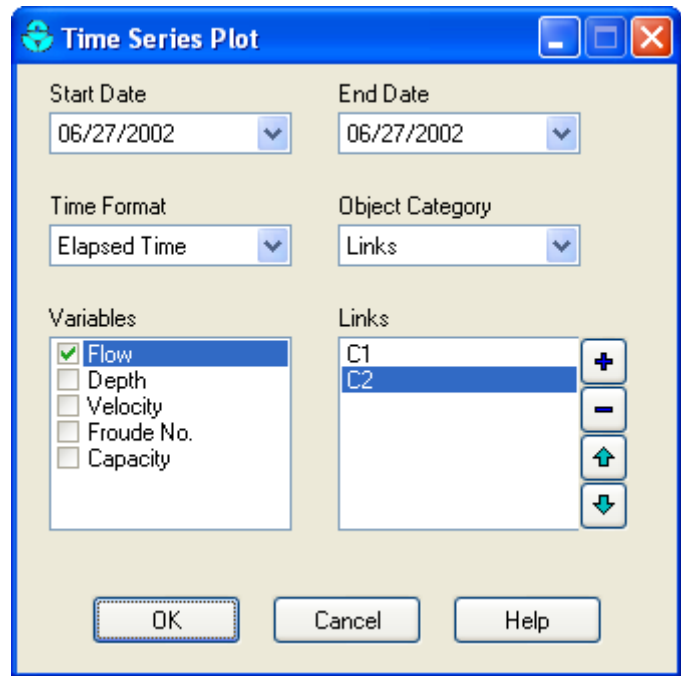 Time Series Plot
Start Date
End Date
06/27/2002
06/27/2002
Time Format
Object Category
Elapsed Time
Links
Variables
Links
Flow
Depth
Velocity
Froude No.
Capacity
C1
C2
OK
Cancel
Help